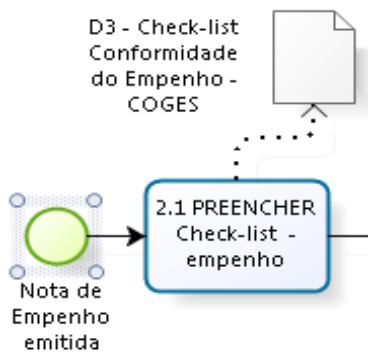 D3 - Check-list
Conformidade
do Empenho -
COGES
2.1 PREENCHER
Check-list -
empenho
Nota de
Empenho
emitida